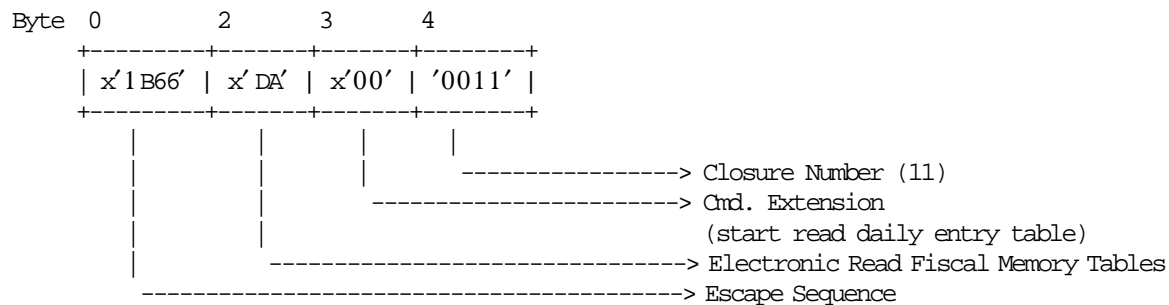 Byte 0 2 3 4
+---------+-------+-------+--------+
| x'1B66' | x'DA' | x'00' | '0011' |
+---------+-------+-------+--------+
| | | |
| | | -----------------> Closure Number (11)
| | ------------------------> Cmd. Extension
| | (start read daily entry table)
| --------------------------------> Electronic Read Fiscal Memory Tables
------------------------------------------> Escape Sequence